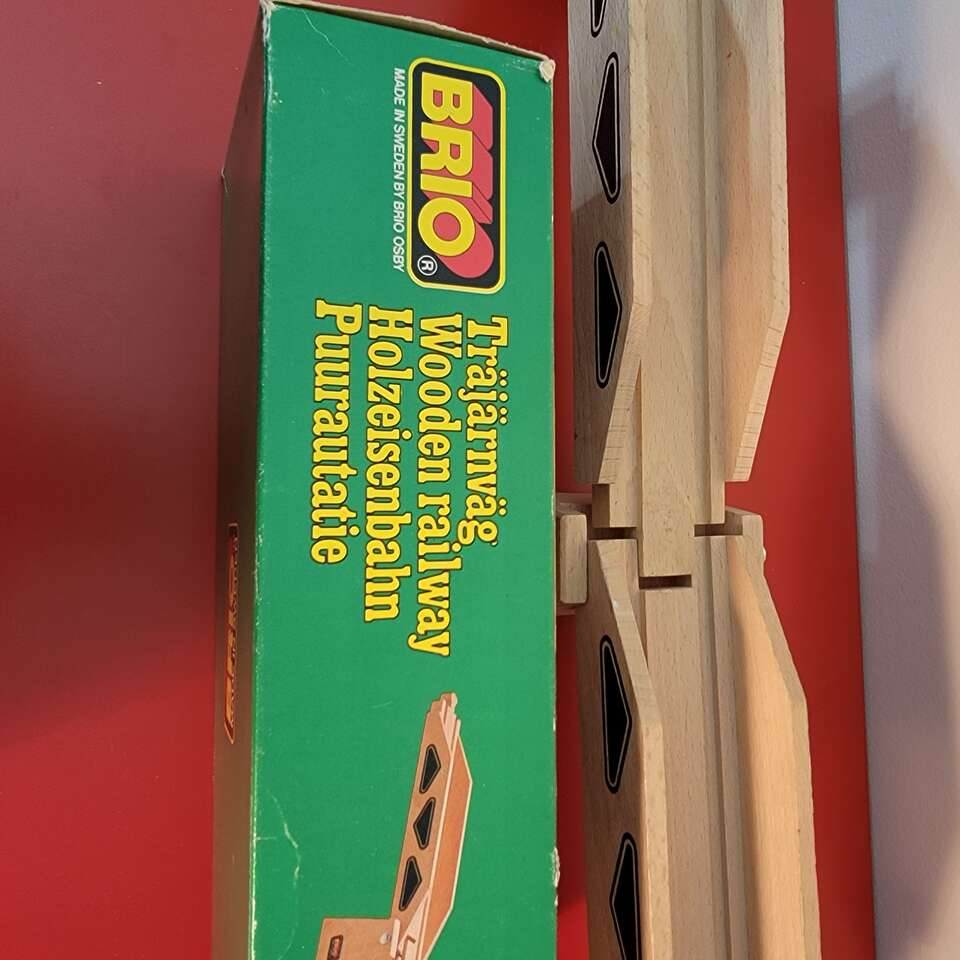 BRIO®
MADE IN SWEDEN BY BRIO OSBY
Träjärnväg
Wooden railway
Holzeisenbahn
Puurautatie